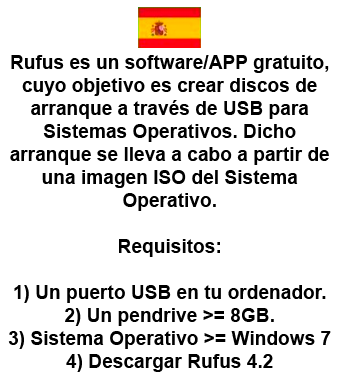 Rufus es un software/APP gratuito,
cuyo objetivo es crear discos de
arranque a través de USB para
Sistemas Operativos. Dicho
arranque se lleva a cabo a partir de
una imagen ISO del Sistema
Operativo.
Requisitos:
1) Un puerto USB en tu ordenador.
2) Un pendrive >= 8GB.
3) Sistema Operativo >= Windows 7
4) Descargar Rufus 4.2